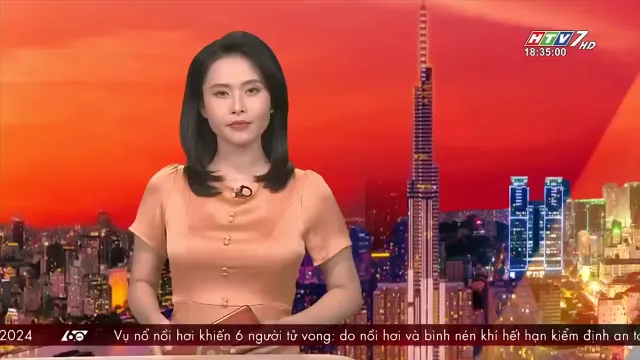 HTV7 HD
18:35:00
2024 60 Vụ nổ nồi hơi khiến 6 người tử vong: do nồi hơi và bình nén khí hết hạn kiểm định an